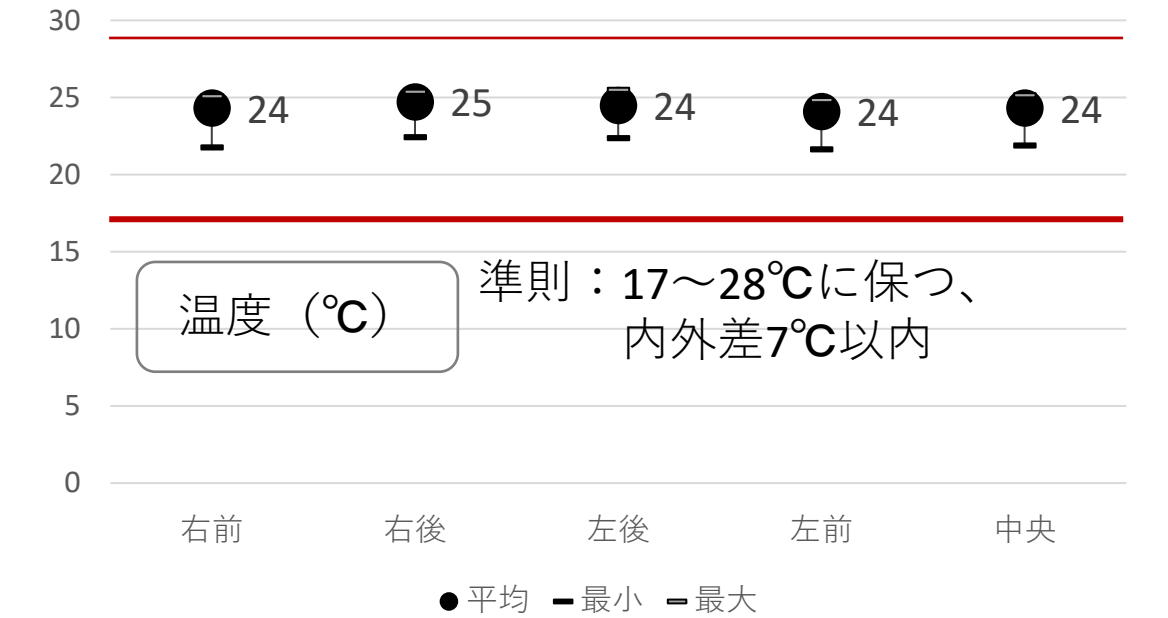 30
25
20
15
10
5
0
24
25
24
24
24
温度（℃）
準則：17～28℃に保つ、
内外差7℃以内
右前
右後
左後
左前
中央
平均
最小
最大